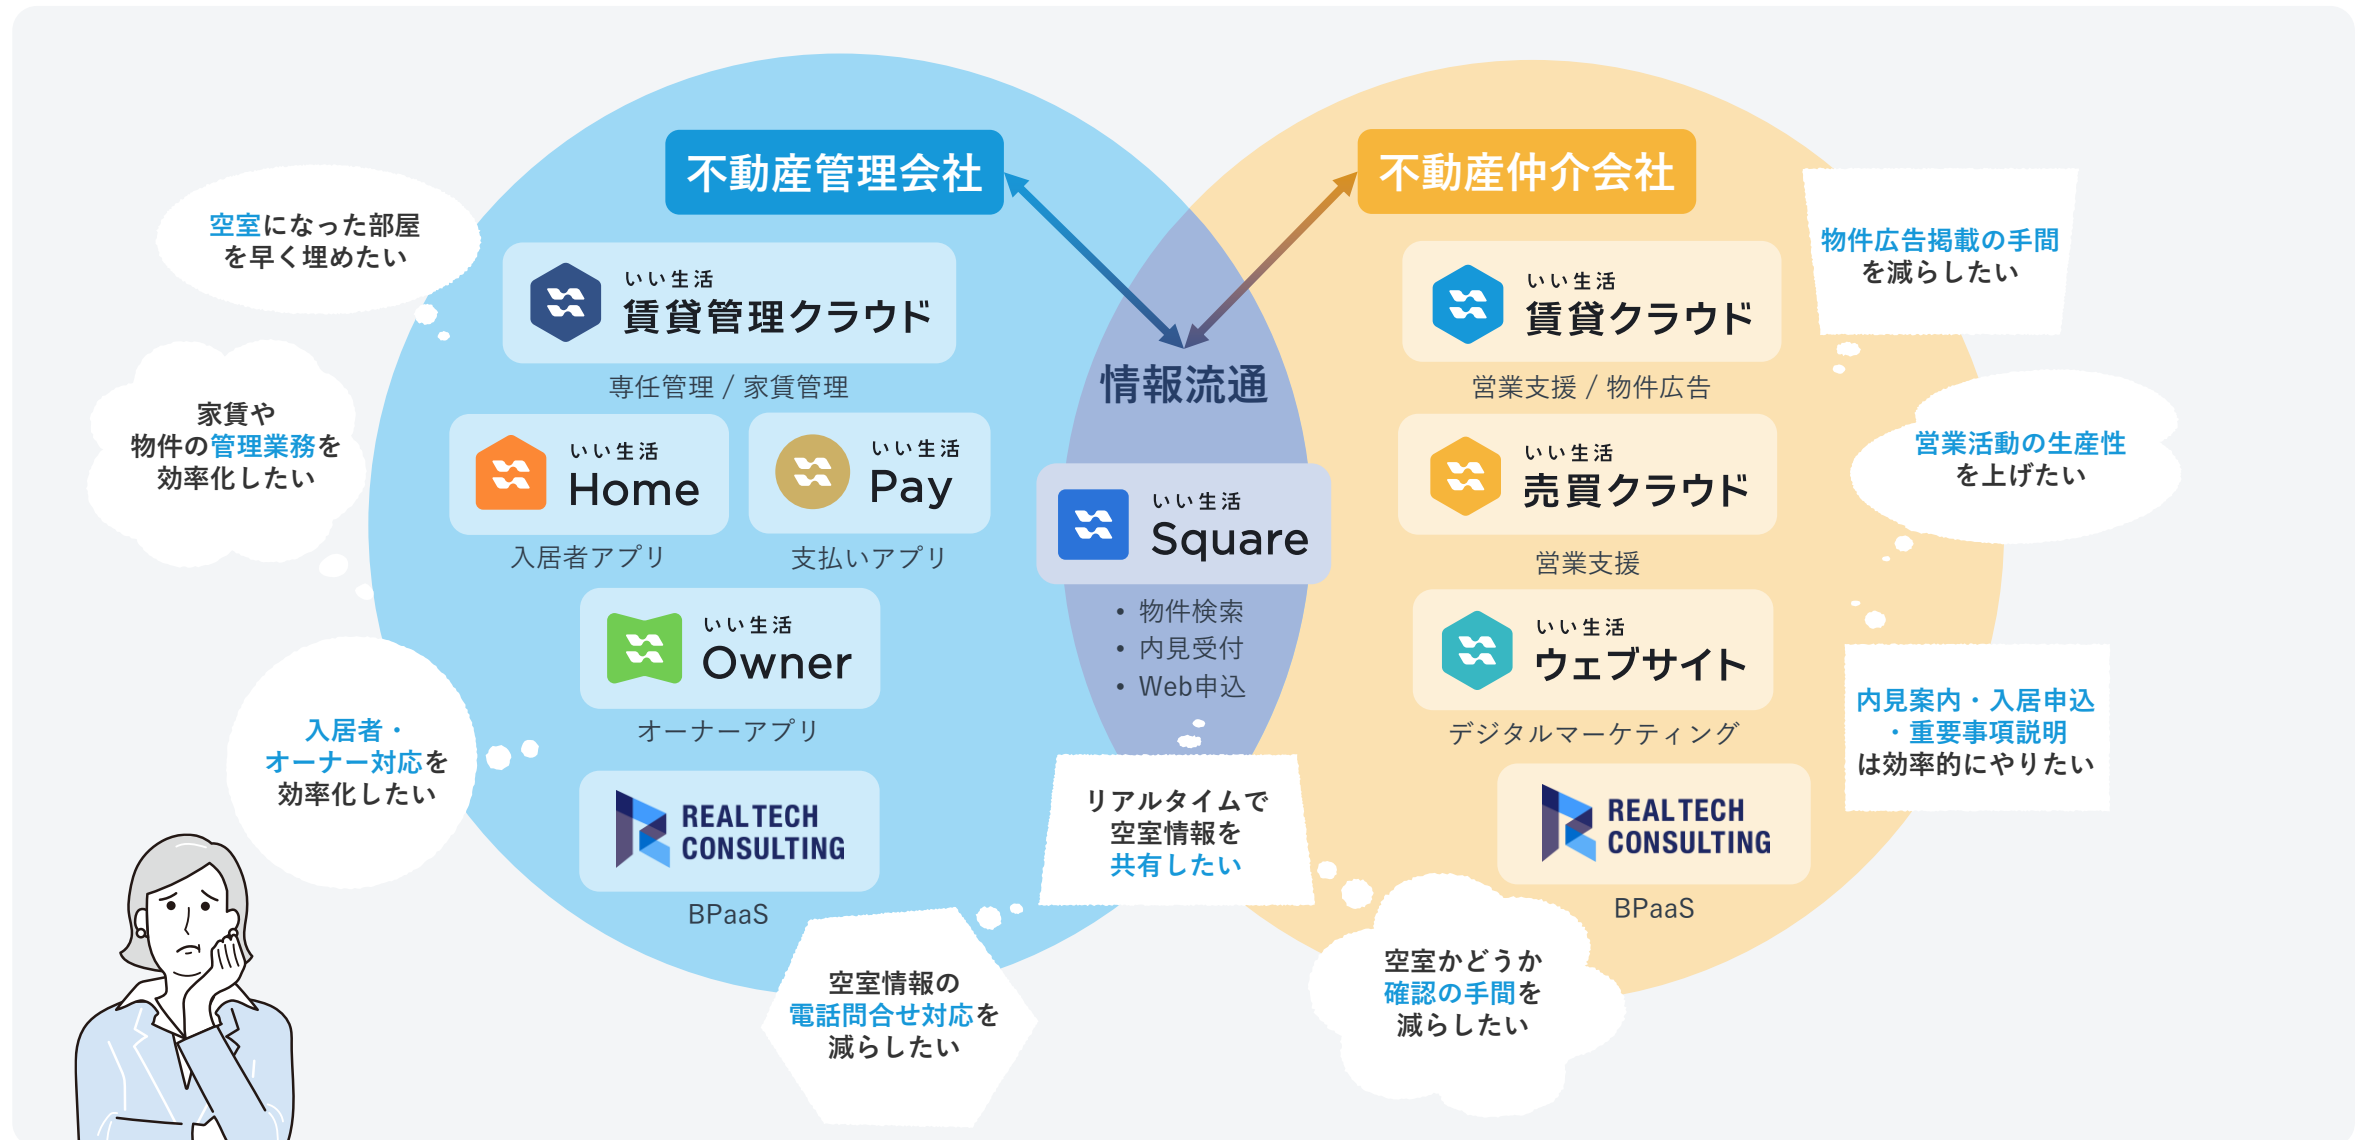 不動産管理会社
不動産仲介会社
空室になった部屋
を早く埋めたい
家賃や
物件の管理業務を
効率化したい
入居者・
オーナー対応を
効率化したい
いい生活
賃貸管理クラウド
専任管理 / 家賃管理
いい生活
Home
入居者アプリ
いい生活
Pay
支払いアプリ
いい生活
Owner
オーナーアプリ
REALTECH
CONSULTING
BPaaS
空室情報の
電話問合せ対応を
減らしたい
情報流通
いい生活
Square
• 物件検索
• 内見受付
• Web申込
リアルタイムで
空室情報を
共有したい
いい生活
賃貸クラウド
営業支援 / 物件広告
いい生活
売買クラウド
営業支援
いい生活
ウェブサイト
デジタルマーケティング
REALTECH
CONSULTING
BPaaS
空室かどうか
確認の手間を
減らしたい
物件広告掲載の手間
を減らしたい
営業活動の生産性
を上げたい
内見案内・入居申込
・重要事項説明
は効率的にやりたい